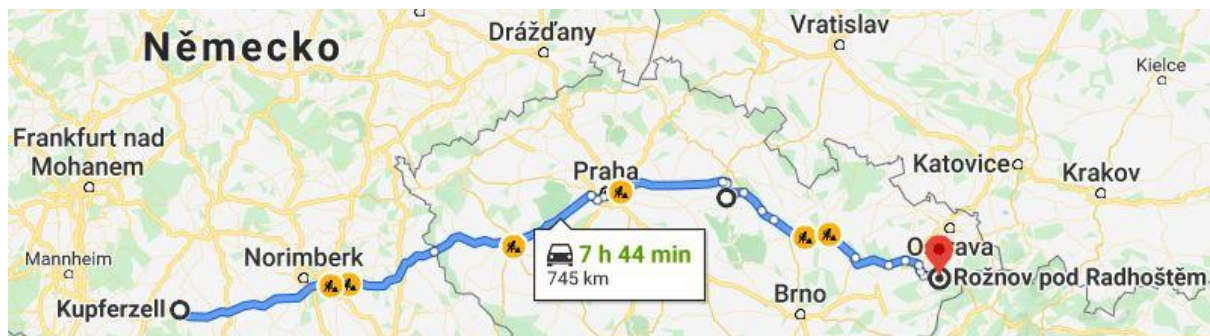 Německo
Drážďany
Vratislav
Kielce
Frankfurt nad
Mohanem
Praha
Katovice
Krakov
7 h 44 min
745 km
Mannheim
Norimberk
Ostrava
Rožnov pod Radhoštěm
Kupferzell
Brno